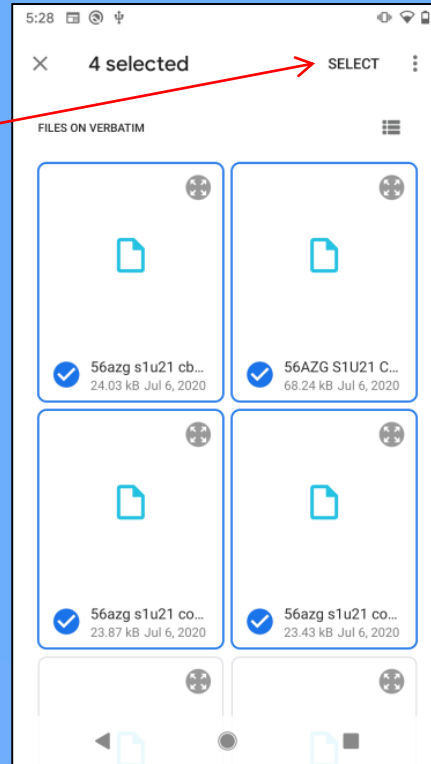 5:28
4 selected
SELECT
FILES ON VERBATIM
56azg s1u21 cb...
24.03 kB Jul 6, 2020
56AZG S1U21 C...
68.24 kB Jul 6, 2020
56azg s1u21 co...
23.87 kB Jul 6, 2020
56azg s1u21 co...
23.43 kB Jul 6, 2020